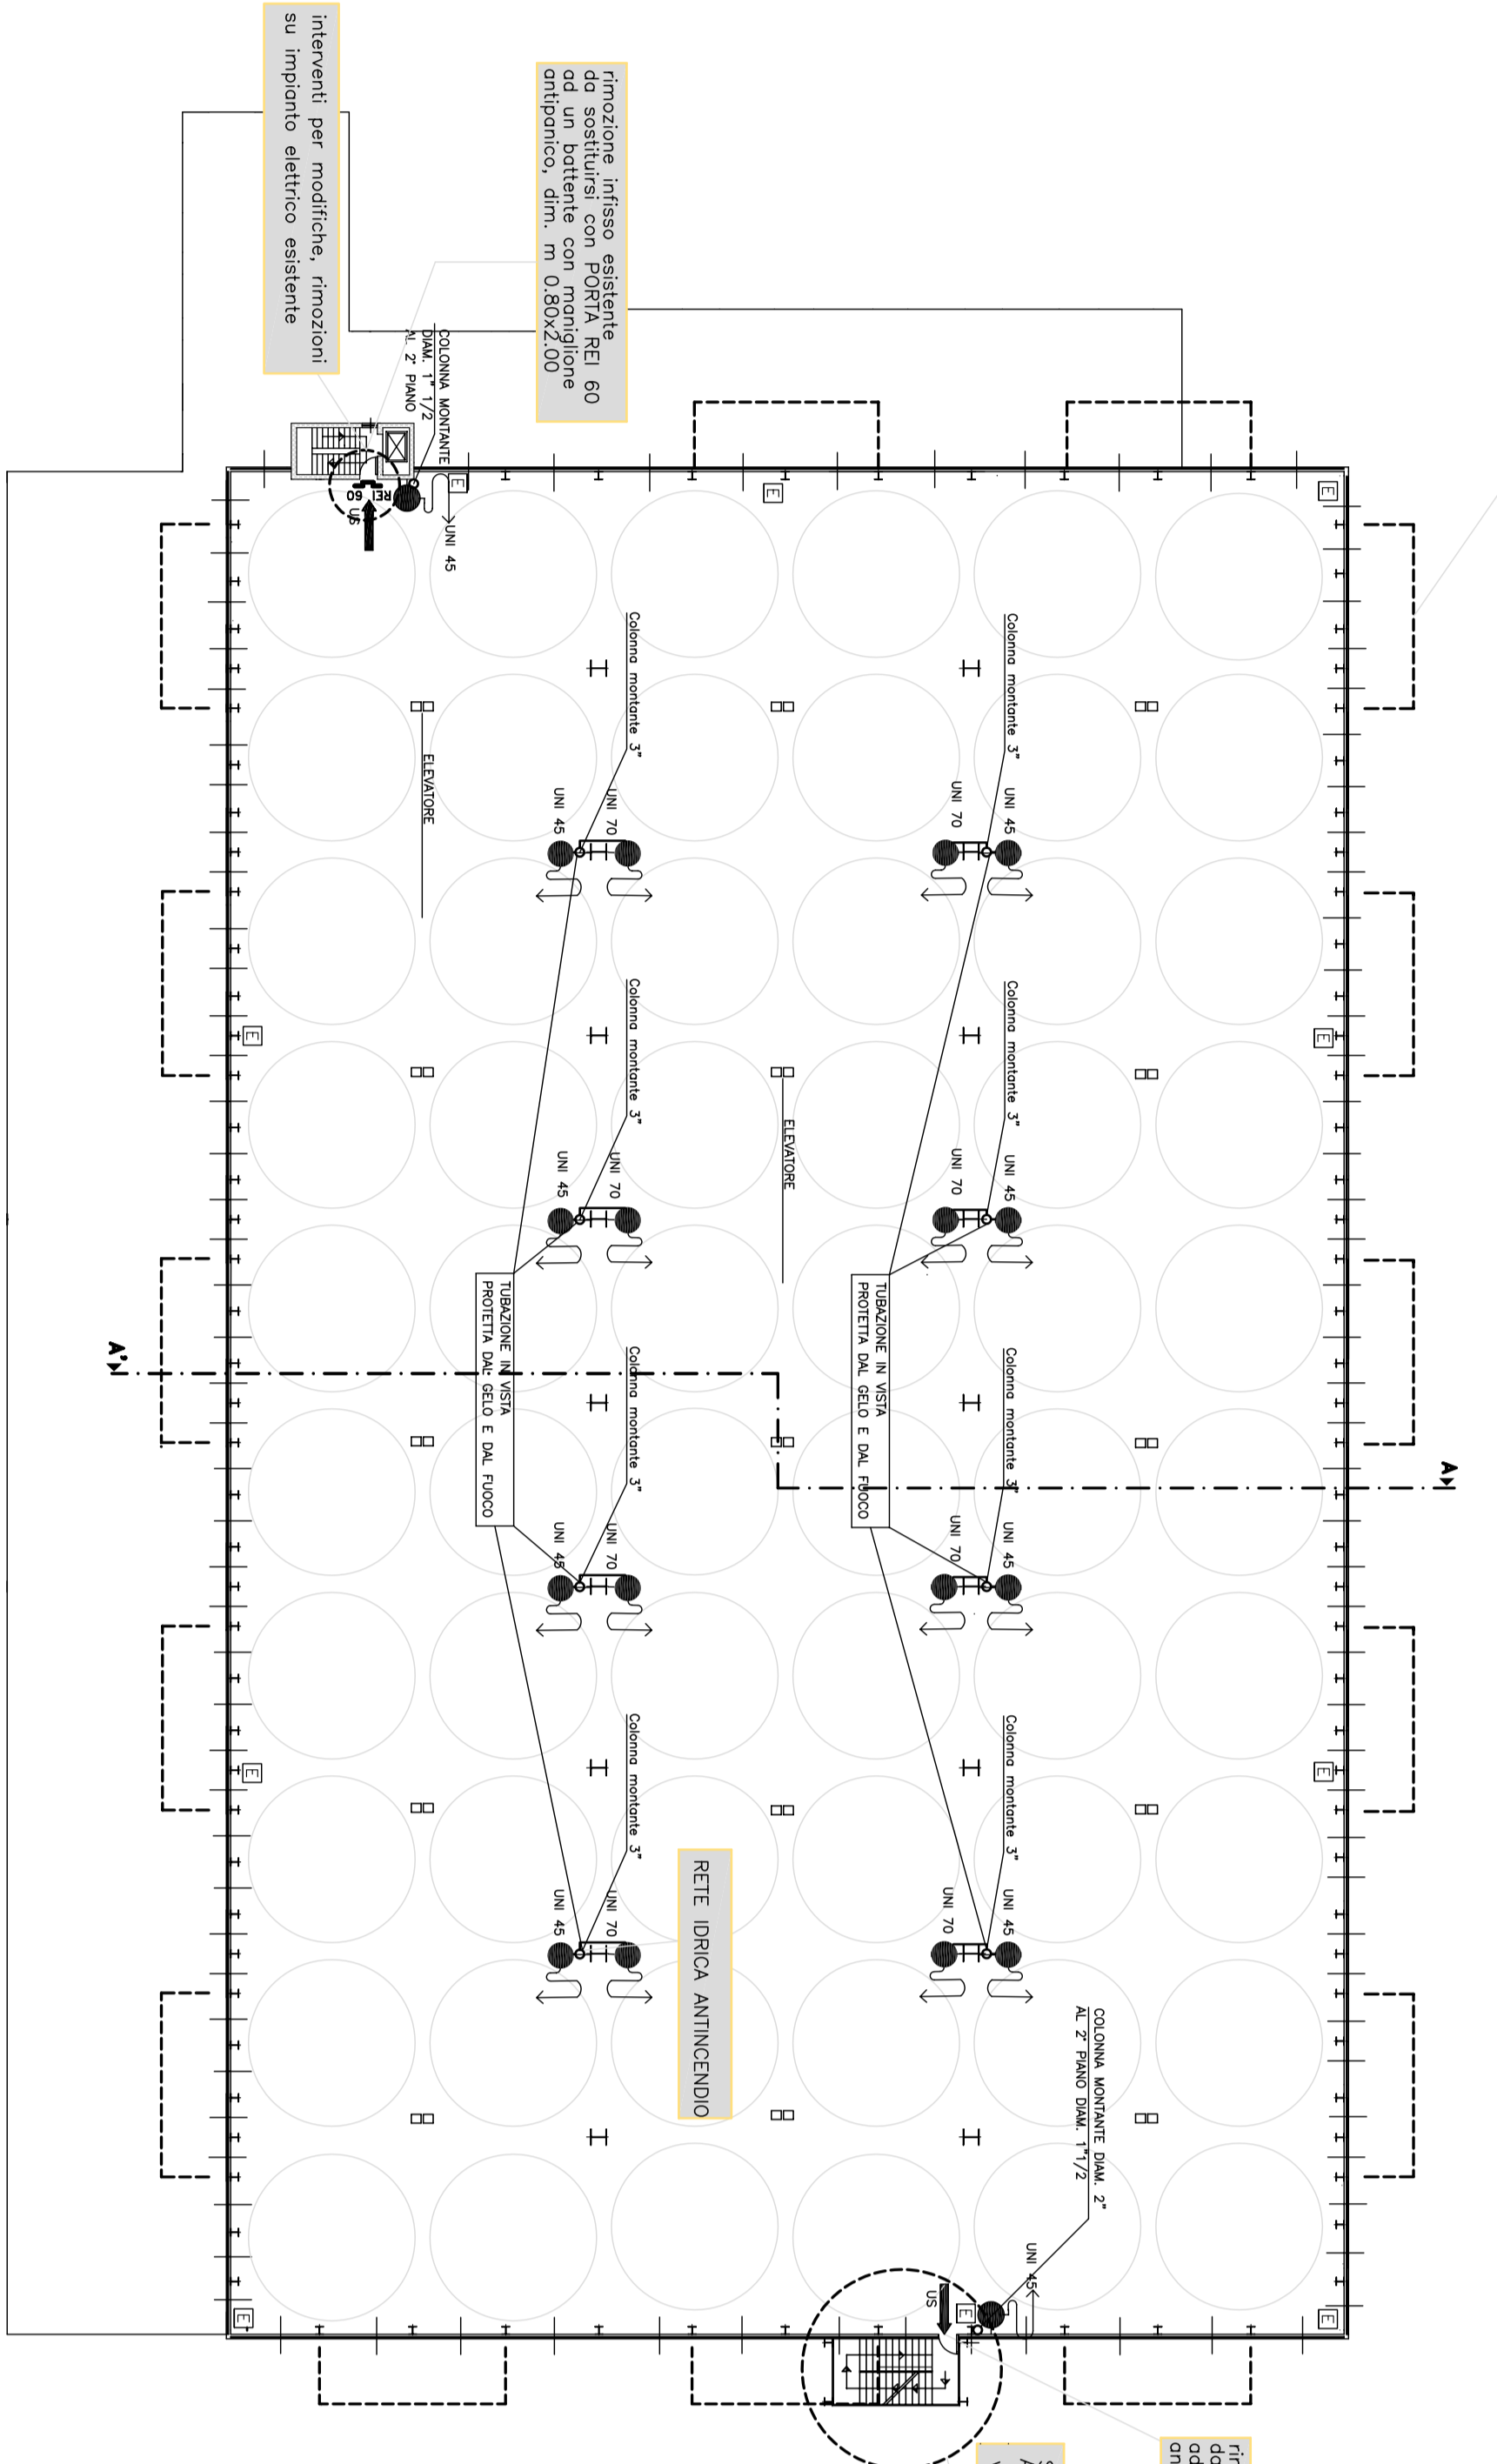 interventi per modifiche, rimozioni
su impianto elettrico esistente
rimozione infisso esistente
da sostituirsi con PORTA REI 60
ad un battente con maniglione
antipanico, dim. m 0.80x2.00
COLONNA MONTANTE
DIAM. 1" 1/2
AL 2° PIANO
E
UNI 45
REI
60
US
E
E
Colonna montante 3"
UNI 70
UNI 45
Colonna montante 3"
UNI 45
UNI 70
ELEVATORE
E
E
Colonna montante 3"
UNI 70
UNI 45
Colonna montante 3"
UNI 45
UNI 70
ELEVATORE
TUBAZIONE IN VISTA
PROTETTA DAL GELO E DAL FUOCO
TUBAZIONE IN VISTA
PROTETTA DAL GELO E DAL FUOCO
A'
A
Colonna montante 3"
UNI 70
UNI 45
Colonna montante 3"
UNI 45
UNI 70
E
E
Colonna montante 3"
UNI 70
UNI 45
Colonna montante 3"
UNI 45
UNI 70
RETE IDRICA ANTINCENDIO
COLONNA MONTANTE DIAM. 2"
AL 2° PIANO DIAM. 1"1/2
UNI 45
US
E
E
E